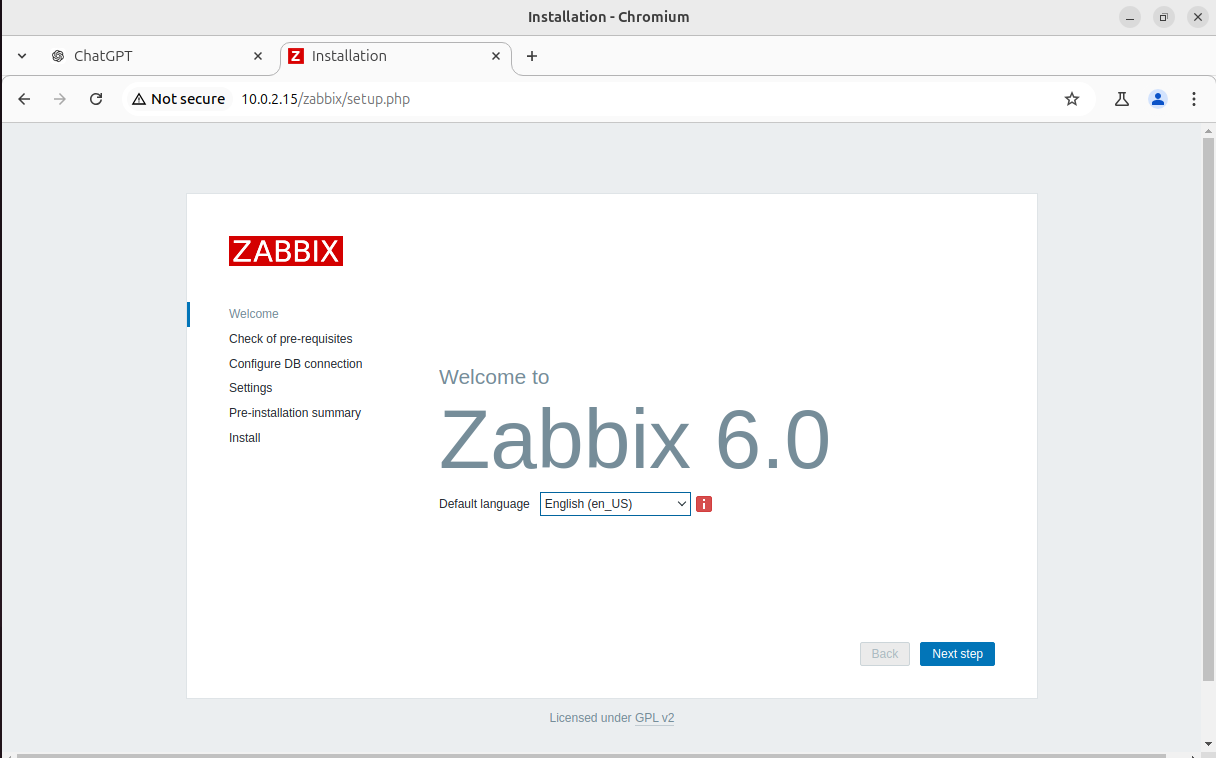 Installation - Chromium
ChatGPT
Z Installation
Not secure 10.0.2.15/zabbix/setup.php
ZABBIX
Welcome
Check of pre-requisites
Configure DB connection
Settings
Pre-installation summary
Install
Welcome to
Zabbix 6.0
Default language English (en_US) i
Back Next step
Licensed under GPL v2